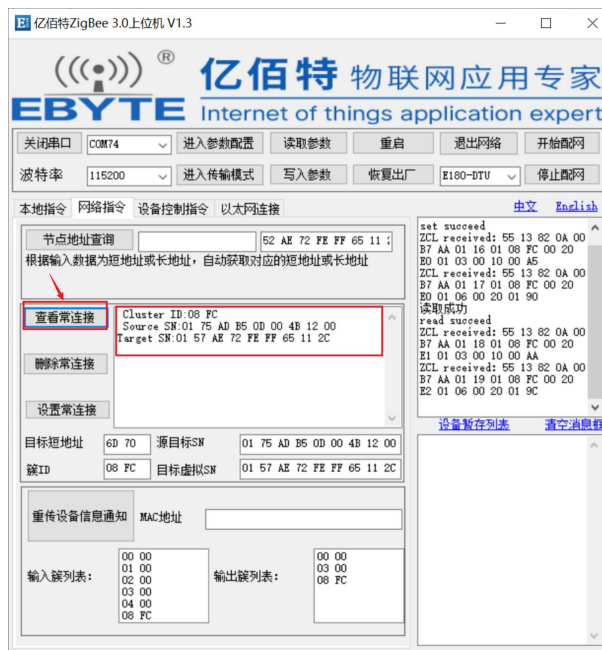 亿佰特ZigBee 3.0上位机 V1.3
®
亿佰特 物联网应用专家
EBYTE Internet of things application expert
关闭串口 COM74 进入参数配置 读取参数 重启 退出网络 开始配网
波特率 115200 进入传输模式 写入参数 恢复出厂 E180-DTU 停止配网
本地指令 网络指令 设备控制指令 以太网连接
中文 English
节点地址查询 52 AE 72 FE FF 65 11
根据输入数据为短地址或长地址，自动获取对应的短地址或长地址
查看常连接
Cluster ID:08 FC
Source SN:01 75 AD B5 0D 00 4B 12 00
Target SN:01 57 AE 72 FE FF 65 11 2C
删除常连接
设置常连接
目标短地址 6D 70 源目标SN 01 75 AD B5 0D 00 4B 12 00
簇ID 08 FC 目标虚拟SN 01 57 AE 72 FE FF 65 11 2C
重传设备信息通知 MAC地址
输入簇列表：
00 00
01 00
02 00
03 00
04 00
08 FC
输出簇列表：
00 00
03 00
08 FC
set succeed
ZCL received: 55 13 82 0A 00
B7 AA 01 16 01 08 FC 00 20
E0 01 03 00 10 00 A5
ZCL received: 55 13 82 0A 00
B7 AA 01 17 01 08 FC 00 20
E0 01 06 00 20 01 90
读取成功
read succeed
ZCL received: 55 13 82 0A 00
B7 AA 01 18 01 08 FC 00 20
E1 01 03 00 10 00 AA
ZCL received: 55 13 82 0A 00
B7 AA 01 19 01 08 FC 00 20
E2 01 06 00 20 01 9C
设备暂存列表 清空消息框